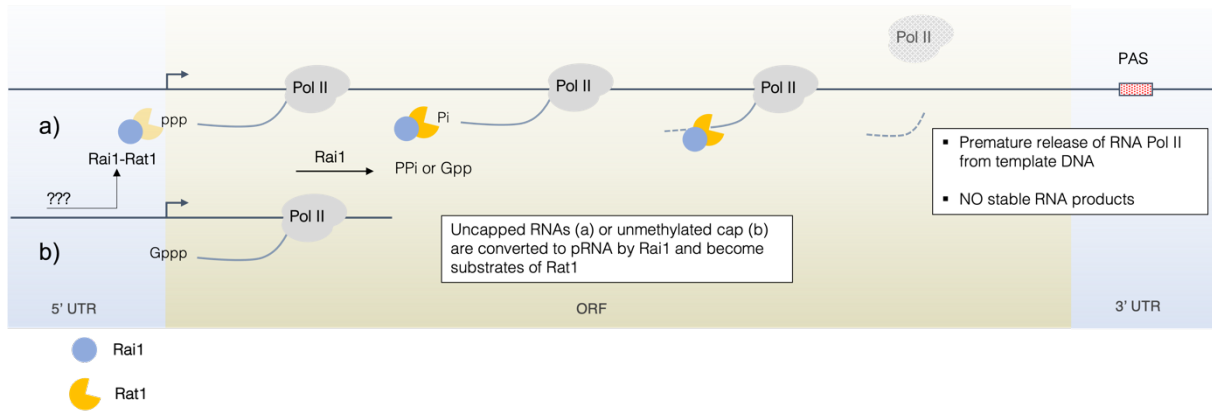 Pol II
PAS
Pol II
Pol II
Pol II
a)
ppp
Pi
Rai1-Rat1
Rai1
PPi or Gpp
▪ Premature release of RNA Pol II
from template DNA
▪ NO stable RNA products
???
Pol II
b)
Gppp
Uncapped RNAs (a) or unmethylated cap (b)
are converted to pRNA by Rai1 and become
substrates of Rat1
5' UTR
ORF
3' UTR
Rai1
Rat1